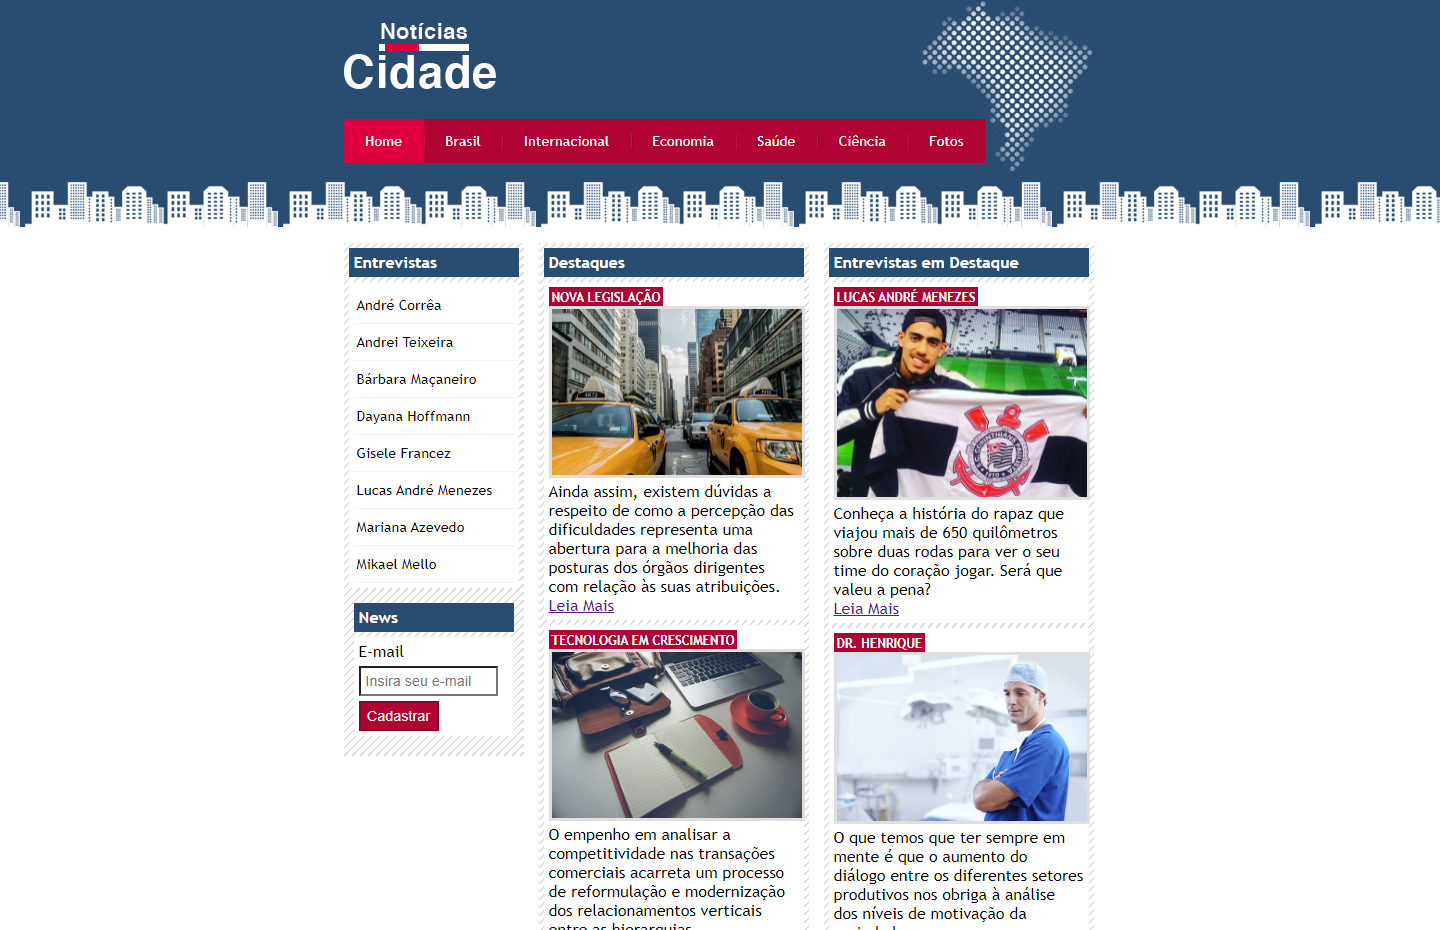 Notícias
Cidade
Home
Brasil
Internacional
Economia
Saúde
Ciência
Fotos
Entrevistas
André Corrêa
Andrei Teixeira
Bárbara Maçaneiro
Dayana Hoffmann
Gisele Francez
Lucas André Menezes
Mariana Azevedo
Mikael Mello
News
E-mail
Insira seu e-mail
Cadastrar
Destaques
NOVA LEGISLAÇÃO
Ainda assim, existem dúvidas a
respeito de como a percepção das
dificuldades representa uma
abertura para a melhoria das
posturas dos órgãos dirigentes
com relação às suas atribuições.
Leia Mais
TECNOLOGIA EM CRESCIMENTO
O empenho em analisar a
competitividade nas transações
comerciais acarreta um processo
de reformulação e modernização
dos relacionamentos verticais
entre as hierarquias.
Entrevistas em Destaque
LUCAS ANDRÉ MENEZES
Conheça a história do rapaz que
viajou mais de 650 quilômetros
sobre duas rodas para ver o seu
time do coração jogar. Será que
valeu a pena?
Leia Mais
DR. HENRIQUE
O que temos que ter sempre em
mente é que o aumento do
diálogo entre os diferentes setores
produtivos nos obriga à análise
dos níveis de motivação da